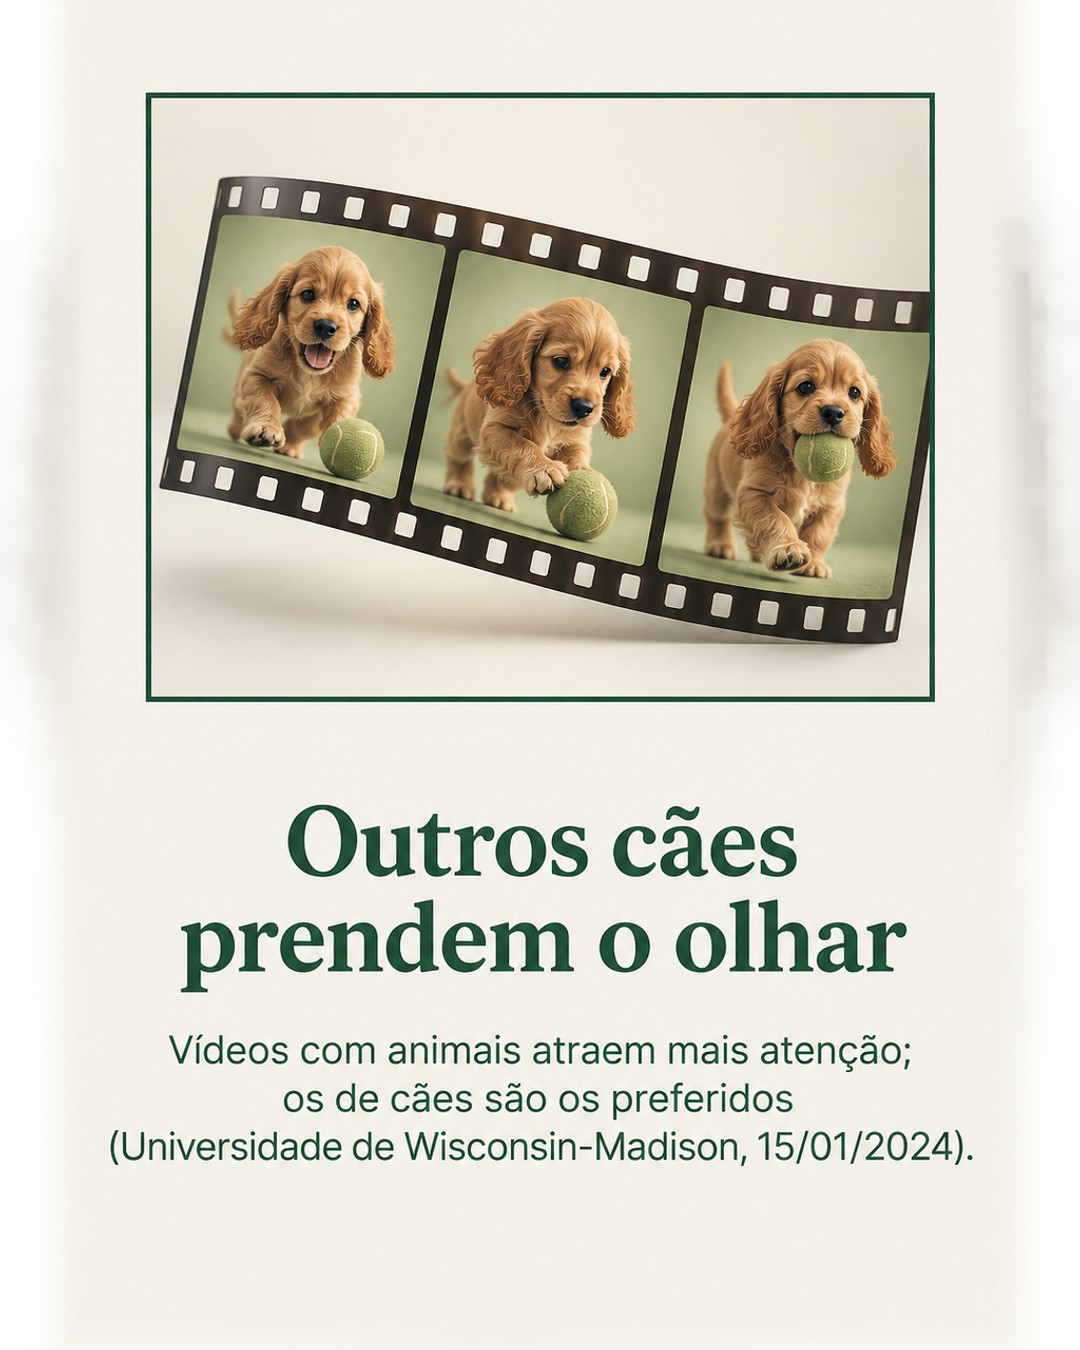 Outros cães
prendem o olhar
Vídeos com animais atraem mais atenção;
os de cães são os preferidos
(Universidade de Wisconsin-Madison, 15/01/2024).